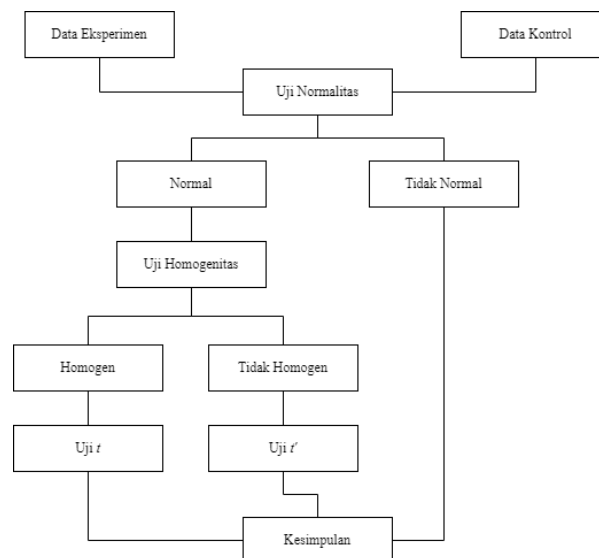 Data Eksperimen
Data Kontrol
Uji Normalitas
Normal
Tidak Normal
Uji Homogenitas
Homogen
Tidak Homogen
Uji t
Uji t'
Kesimpulan